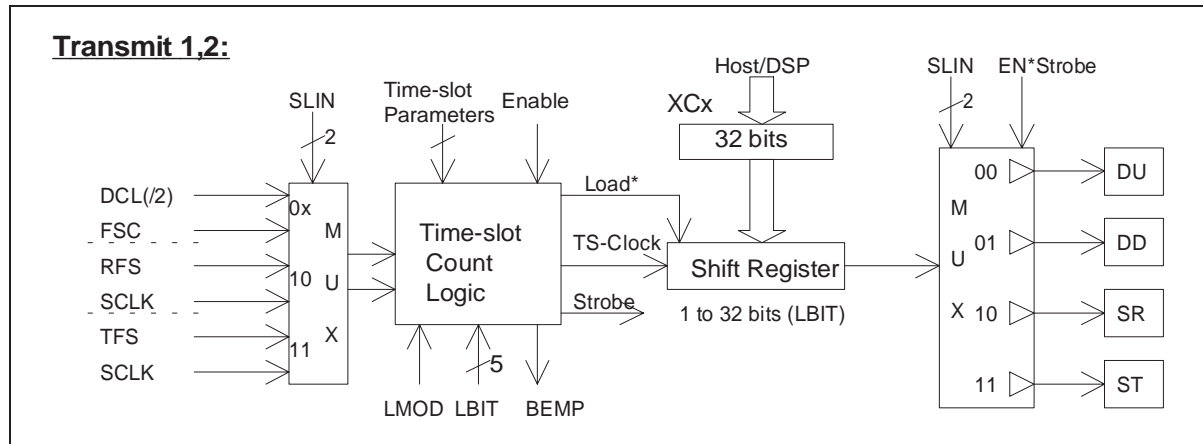 Transmit 1,2:
SLIN
2
Time-slot
Parameters
Enable
Host/DSP
XCx
32 bits
SLIN
2
EN*Strobe
DCL(/2)
FSC
RFS
SCLK
TFS
SCLK
0x
10
11
M
U
X
Time-slot
Count
Logic
Load*
TS-Clock
Strobe
Shift Register
1 to 32 bits (LBIT)
LMOD
LBIT
5
BEMP
M
U
X
00
01
10
11
DU
DD
SR
ST